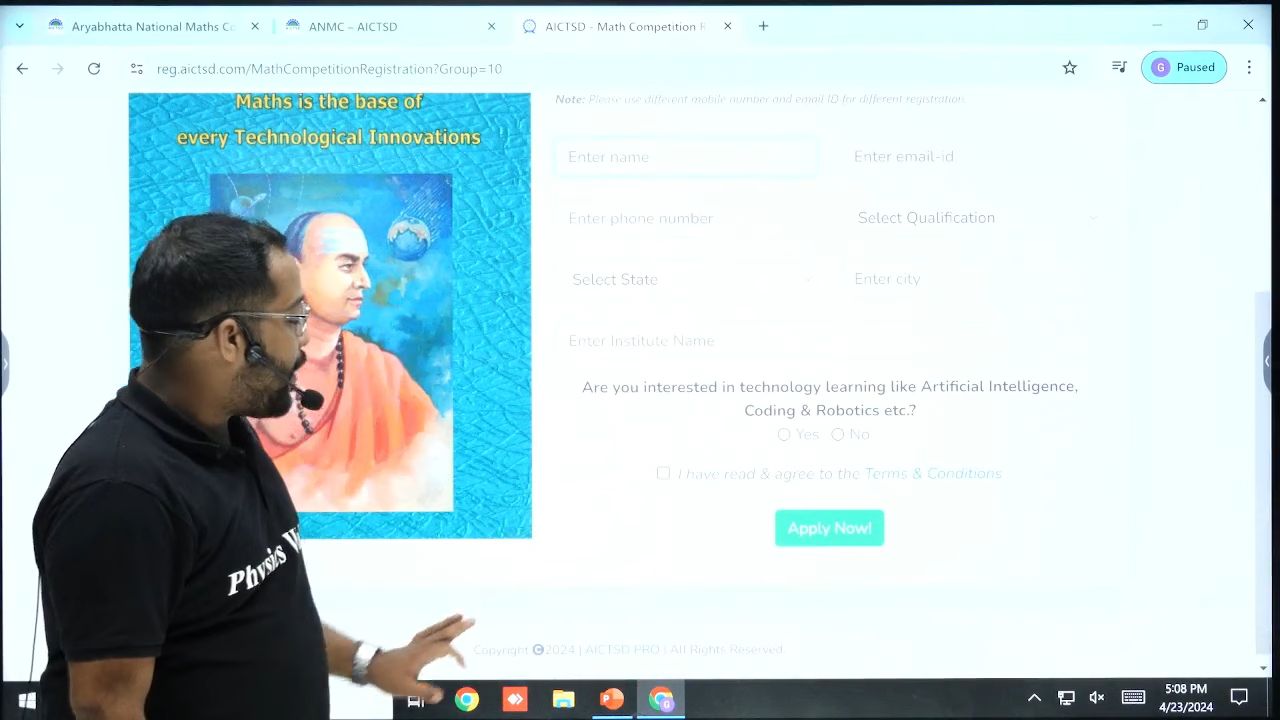 Aryabhatta National Maths Co
ANMC – AICTSD
AICTSD - Math Competition R
reg.aictsd.com/MathCompetitionRegistration?Group=10
G Paused
Maths is the base of
every Technological Innovations
Note: Please use different mobile number and email ID for different registration.
Enter name
Enter email-id
Enter phone number
Select Qualification
Select State
Enter city
Enter Institute Name
Are you interested in technology learning like Artificial Intelligence,
Coding & Robotics etc.?
Yes No
I have read & agree to the Terms & Conditions
Apply Now!
Physics W
Copyright ©2024 | AICTSD PRO | All Rights Reserved.
5:08 PM
4/23/2024